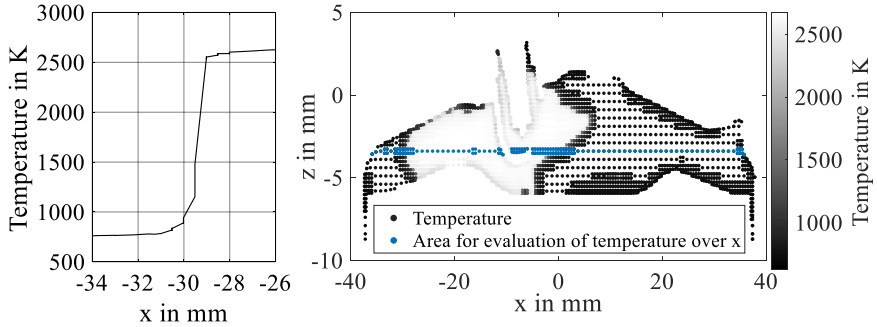 Temperature in K
3000
2500
2000
1500
1000
500
-34 -32 -30 -28 -26
x in mm
z in mm
5
0
-5
-10
Temperature
Area for evaluation of temperature over x
-40 -20 0 20 40
x in mm
2500
2000
1500
1000
Temperature in K